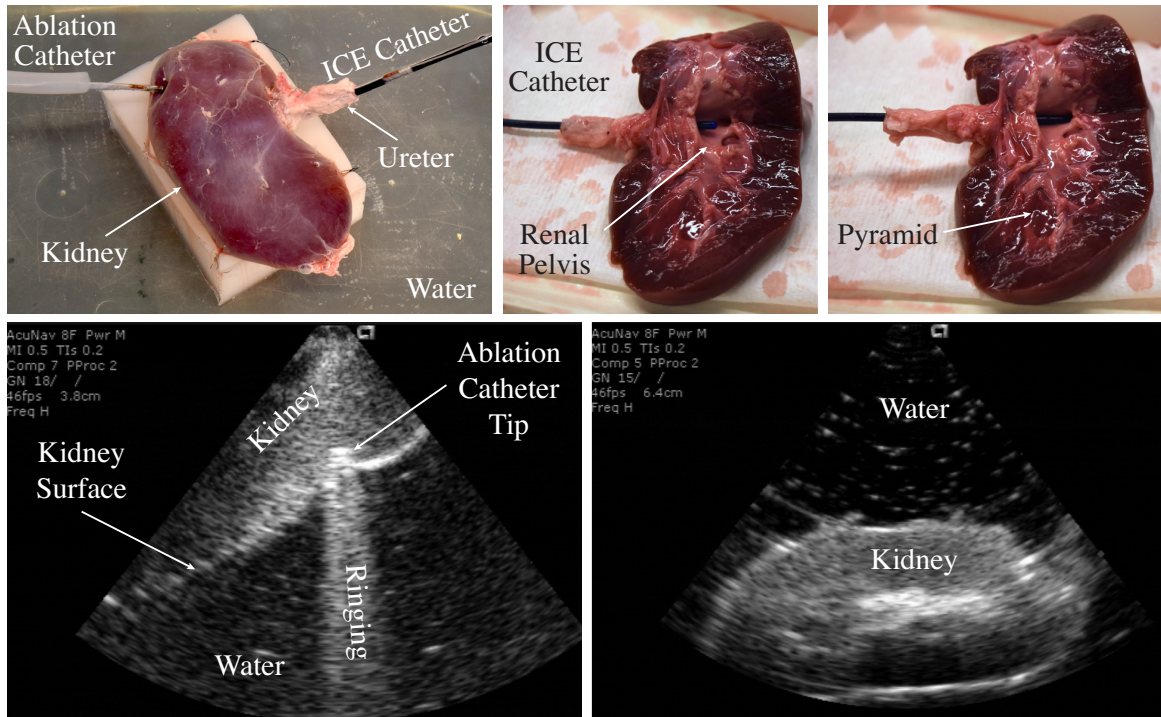 Ablation
Catheter
ICE Catheter
Ureter
Kidney
Water
ICE
Catheter
Renal
Pelvis
Pyramid
AcuNav 8F Pwr M
MI 0.5 TIs 0.2
Comp 7 PProc 2
GN 18/ /
46fps 3.8cm
Freq H
Kidney
Ablation
Catheter
Tip
Kidney
Surface
Ringing
Water
AcuNav 8F Pwr M
MI 0.5 TIs 0.2
Comp 5 PProc 2
GN 15/ /
46fps 6.4cm
Freq H
Water
Kidney